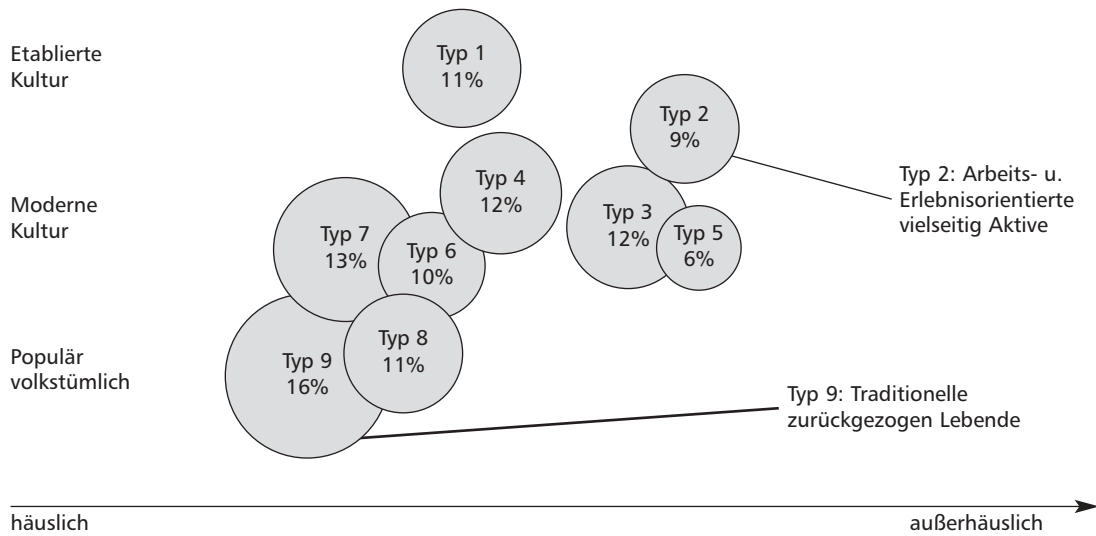 Etablierte
Kultur
Typ 1
11%
Typ 2
9%
Typ 2: Arbeits- u.
Erlebnisorientierte
vielseitig Aktive
Moderne
Kultur
Typ 4
12%
Typ 3
12%
Typ 5
6%
Typ 7
13%
Typ 6
10%
Populär
volkstümlich
Typ 8
11%
Typ 9
16%
Typ 9: Traditionelle
zurückgezogen Lebende
häuslich
außerhäuslich